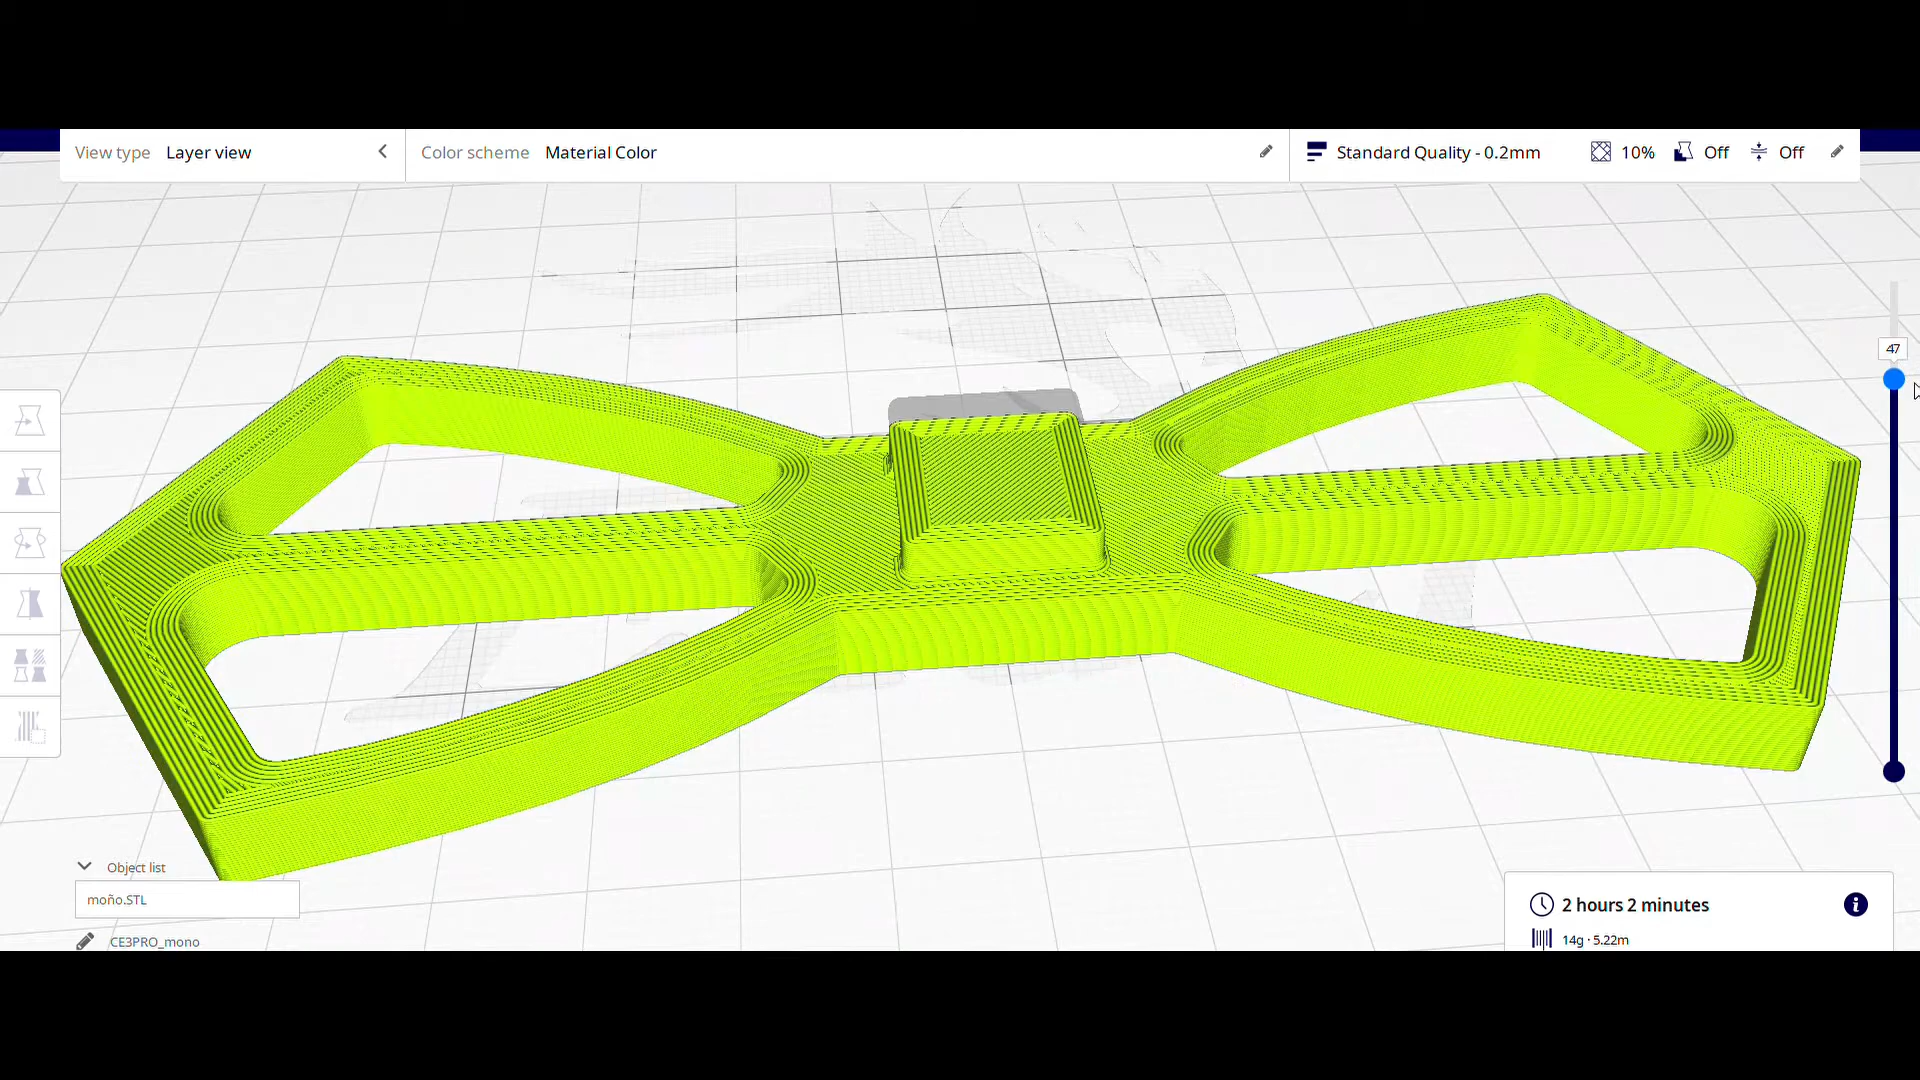 View type Layer view
Color scheme Material Color
Standard Quality - 0.2mm 10% Off Off
47
Object list
moño.STL
CE3PRO_mono
2 hours 2 minutes
14g · 5.22m